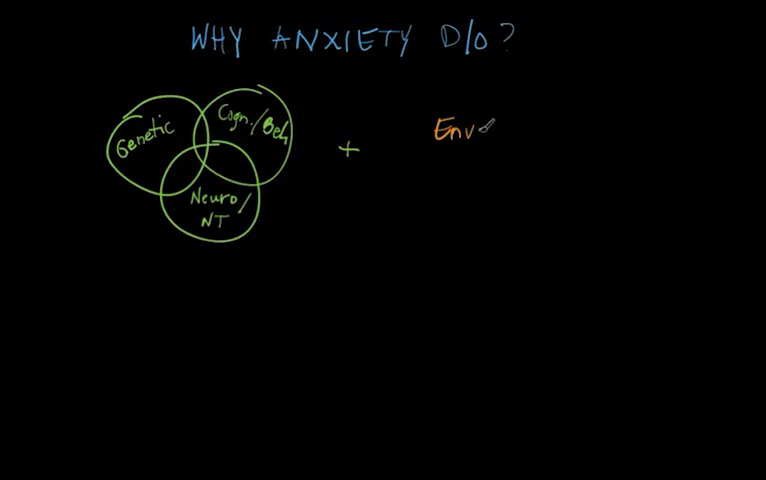 WHY ANXIETY D/O?
Genetic
Cogn./Beh
+
Env
Neuro/
NT